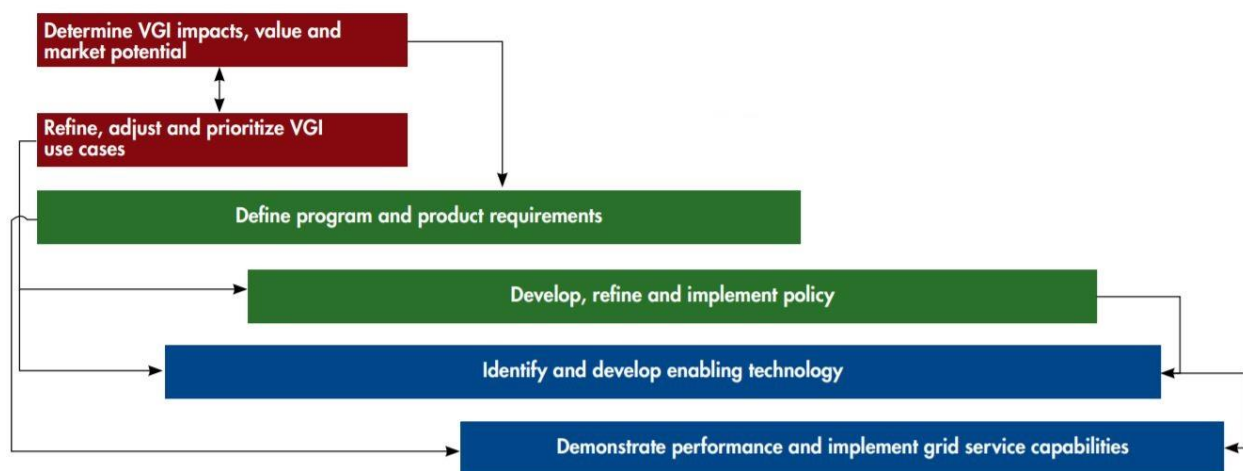 Determine VGI impacts, value and
market potential
Refine, adjust and prioritize VGI
use cases
Define program and product requirements
Develop, refine and implement policy
Identify and develop enabling technology
Demonstrate performance and implement grid service capabilities